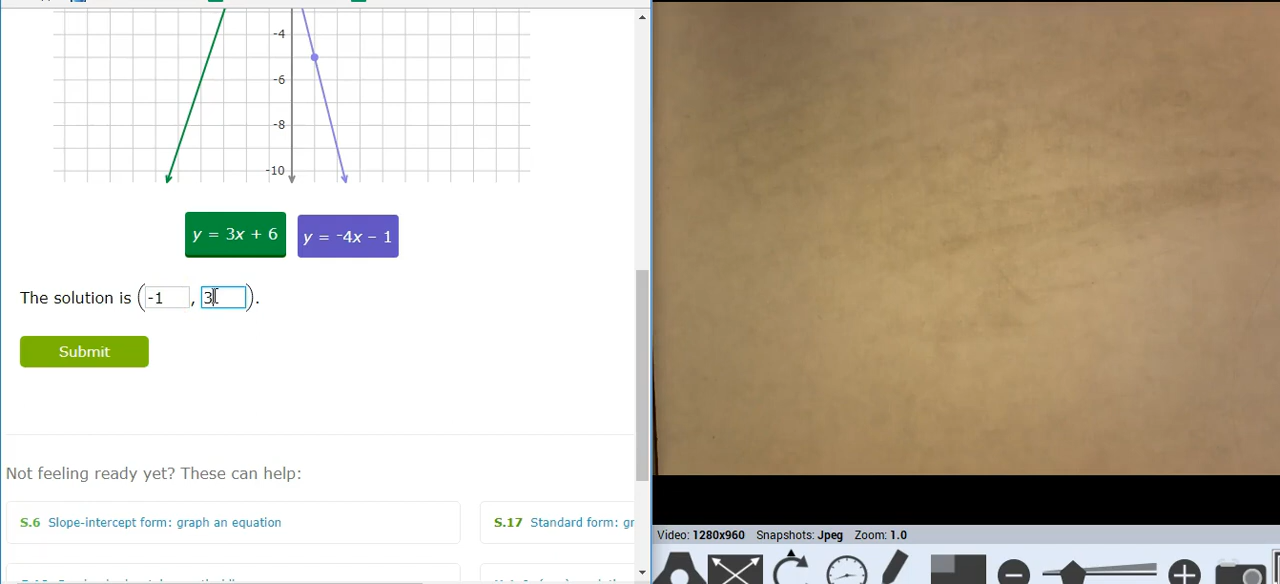 -4
-6
-8
-10
y = 3x + 6
y = -4x − 1
The solution is (-1, 3).
Submit
Not feeling ready yet? These can help:
S.6 Slope-intercept form: graph an equation
S.17 Standard form: gr
Video: 1280x960 Snapshots: Jpeg Zoom: 1.0